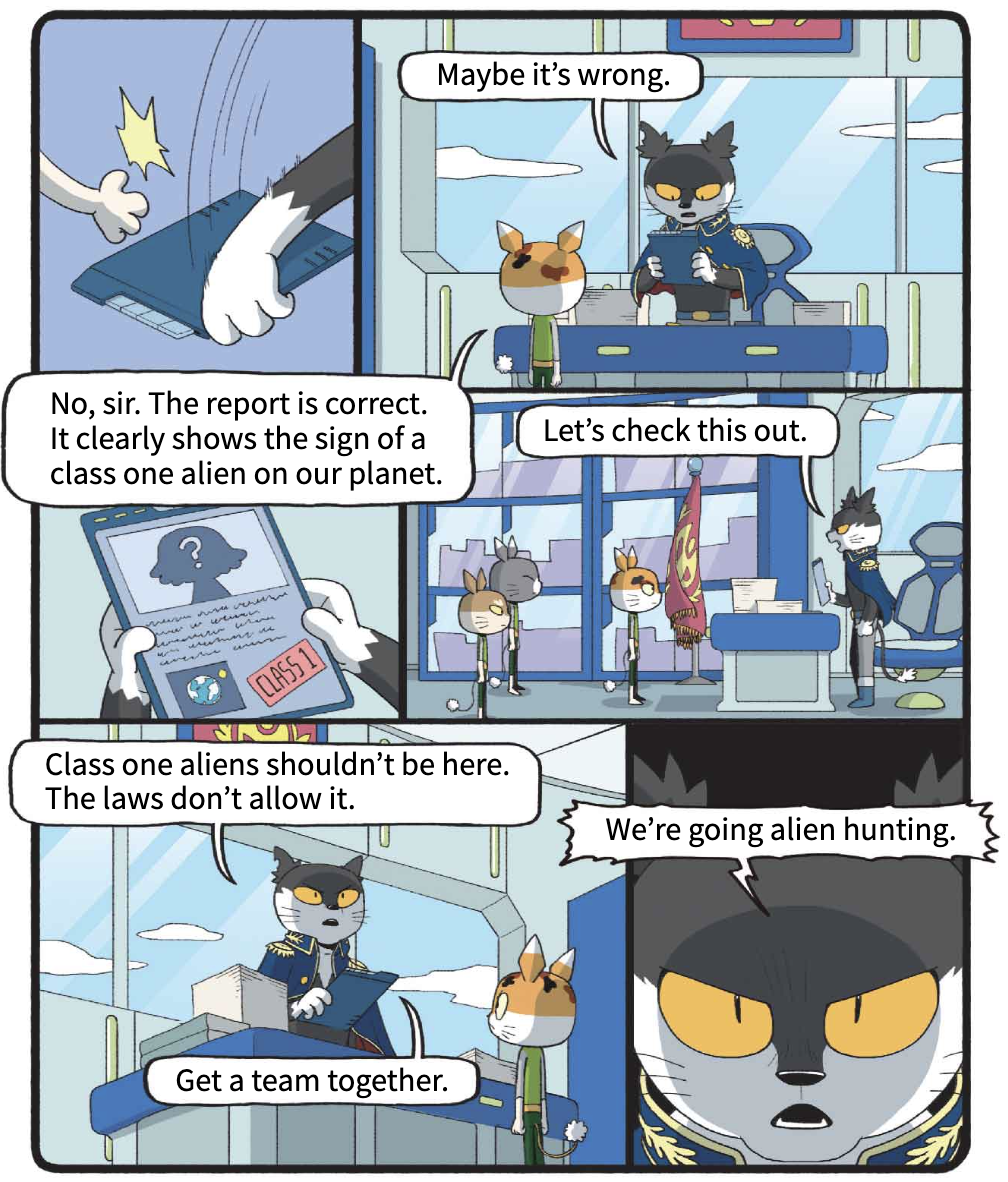 Maybe it's wrong.
No, sir. The report is correct.
It clearly shows the sign of a
class one alien on our planet.
Let's check this out.
?
CLASS 1
Class one aliens shouldn't be here.
The laws don't allow it.
We're going alien hunting.
Get a team together.